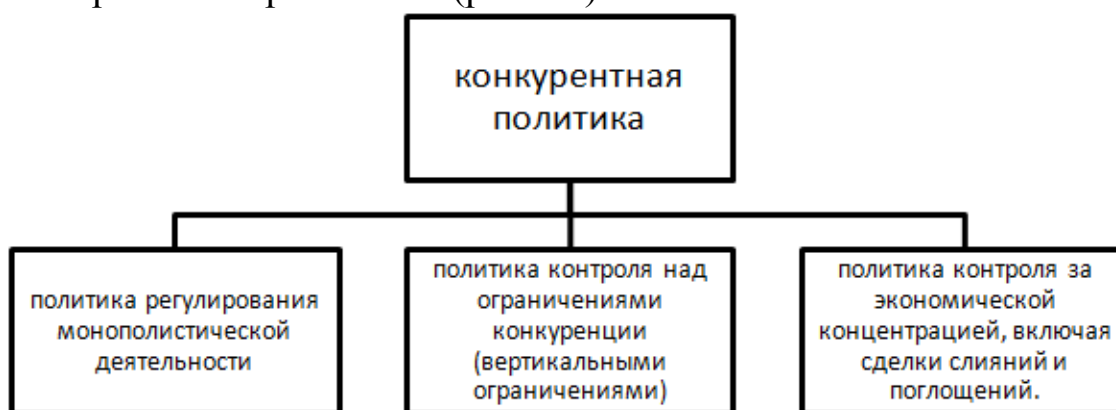 конкурентная
политика
политика регулирования
монополистической
деятельности
политика контроля над
ограничениями
конкуренции
(вертикальными
ограничениями)
политика контроля за
экономической
концентрацией, включая
сделки слияний и
поглощений.